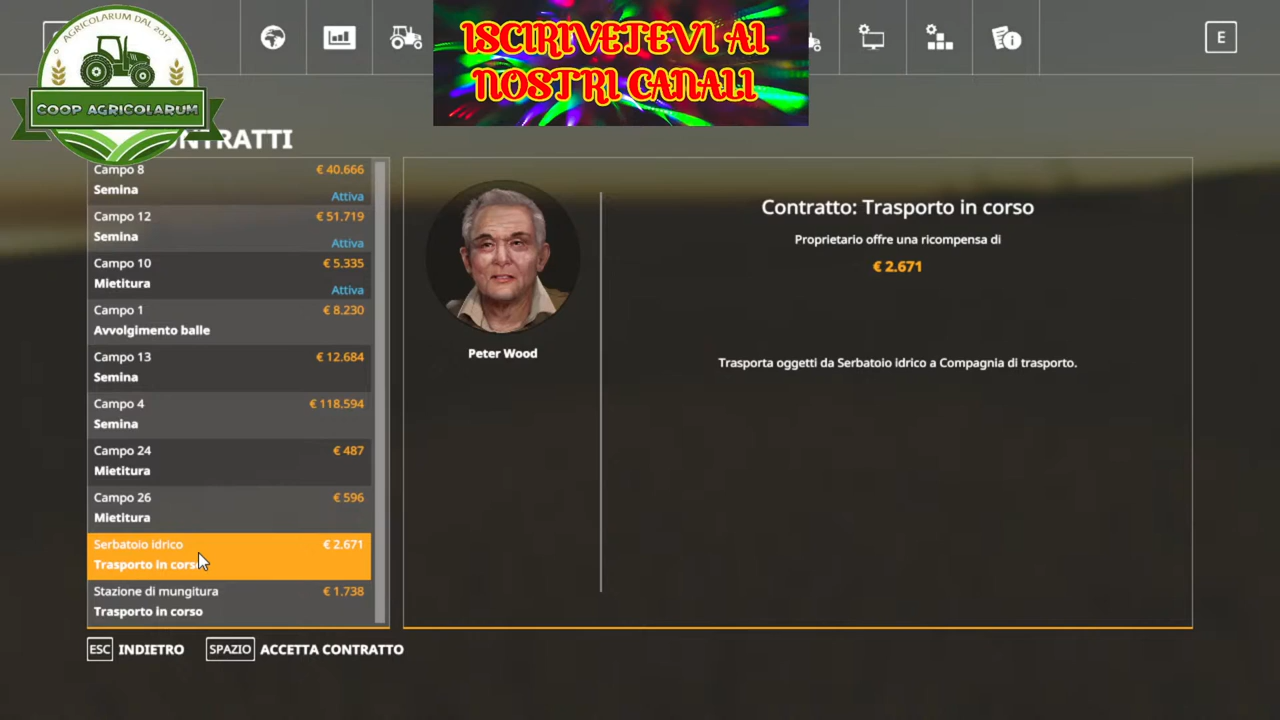 AGRICOLARUM DAL 2017
COOP AGRICOLARUM
ISCIRIVETEVI AI
NOSTRI CANALI
E
NTRATTI
Campo 8 € 40.666
Semina
Attiva
Campo 12 € 51.719
Semina
Attiva
Campo 10 € 5.335
Mietitura
Attiva
Campo 1 € 8.230
Avvolgimento balle
Campo 13 € 12.684
Semina
Campo 4 € 118.594
Semina
Campo 24 € 487
Mietitura
Campo 26 € 596
Mietitura
Serbatoio idrico € 2.671
Trasporto in corso
Stazione di mungitura € 1.738
Trasporto in corso
Peter Wood
Contratto: Trasporto in corso
Proprietario offre una ricompensa di
€ 2.671
Trasporta oggetti da Serbatoio idrico a Compagnia di trasporto.
ESC INDIETRO SPAZIO ACCETTA CONTRATTO